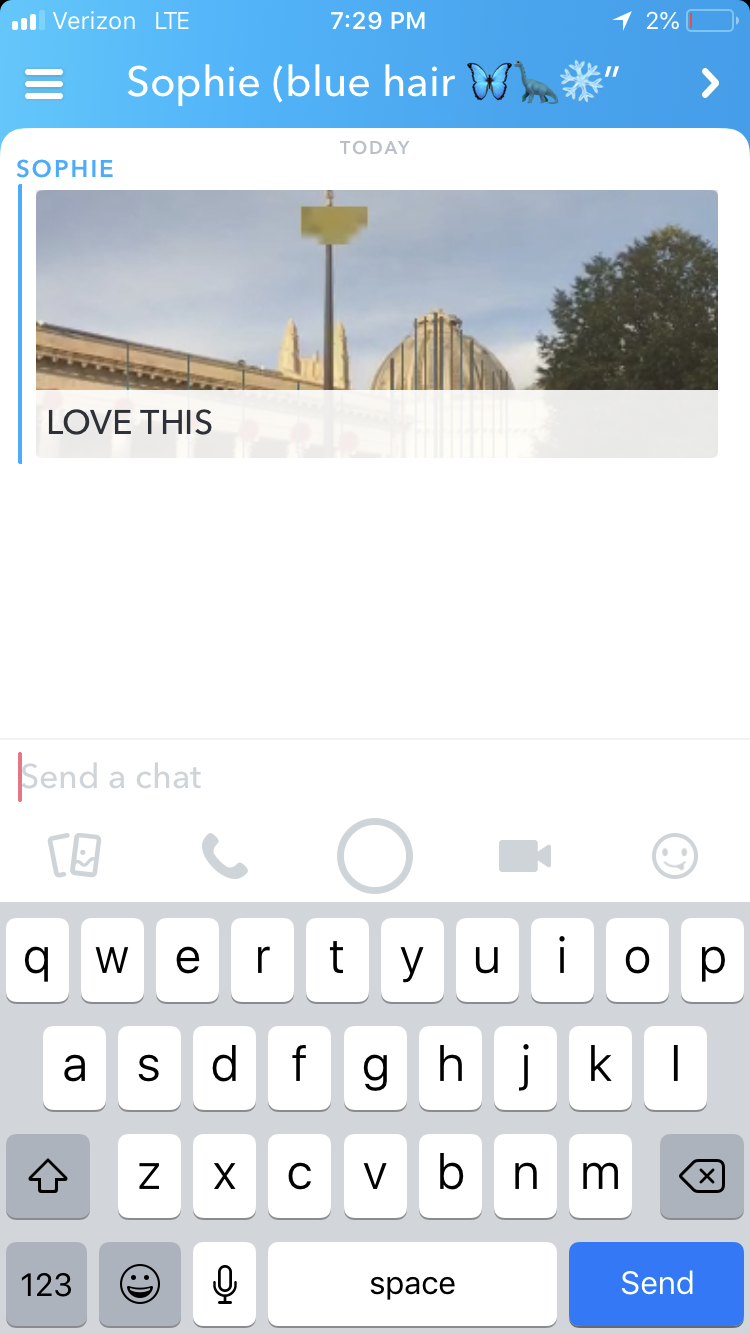 Verizon LTE 7:29 PM 2%
Sophie (blue hair 🦋🦕❄️”
TODAY
SOPHIE
LOVE THIS
Send a chat
q w e r t y u i o p
a s d f g h j k l
z x c v b n m
123 space Send